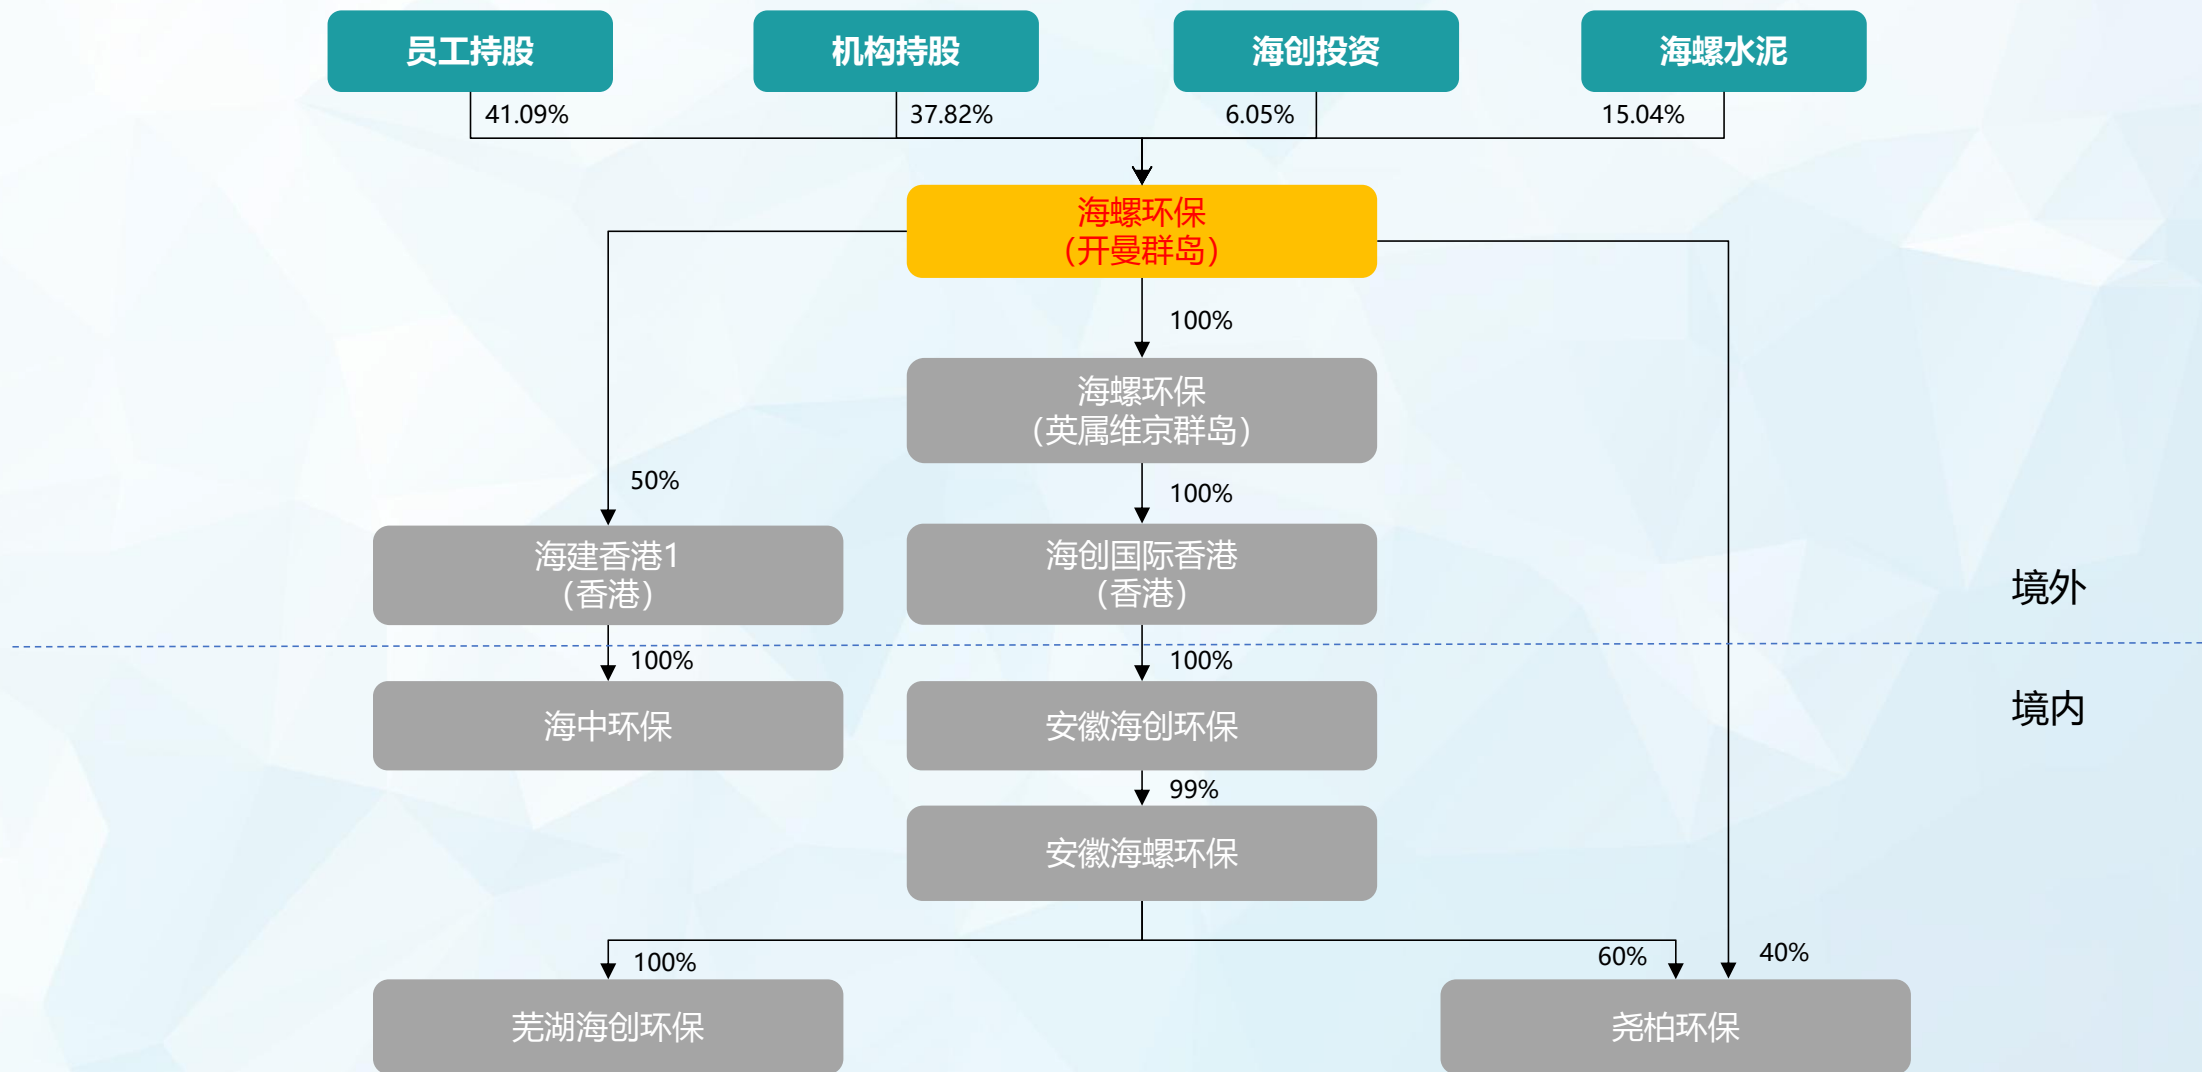 员工持股
机构持股
海创投资
海螺水泥
41.09%
37.82%
6.05%
15.04%
海螺环保
（开曼群岛）
100%
海螺环保
（英属维京群岛）
50%
100%
海建香港1
（香港）
海创国际香港
（香港）
境外
100%
100%
海中环保
安徽海创环保
境内
99%
安徽海螺环保
100%
60%
40%
芜湖海创环保
尧柏环保